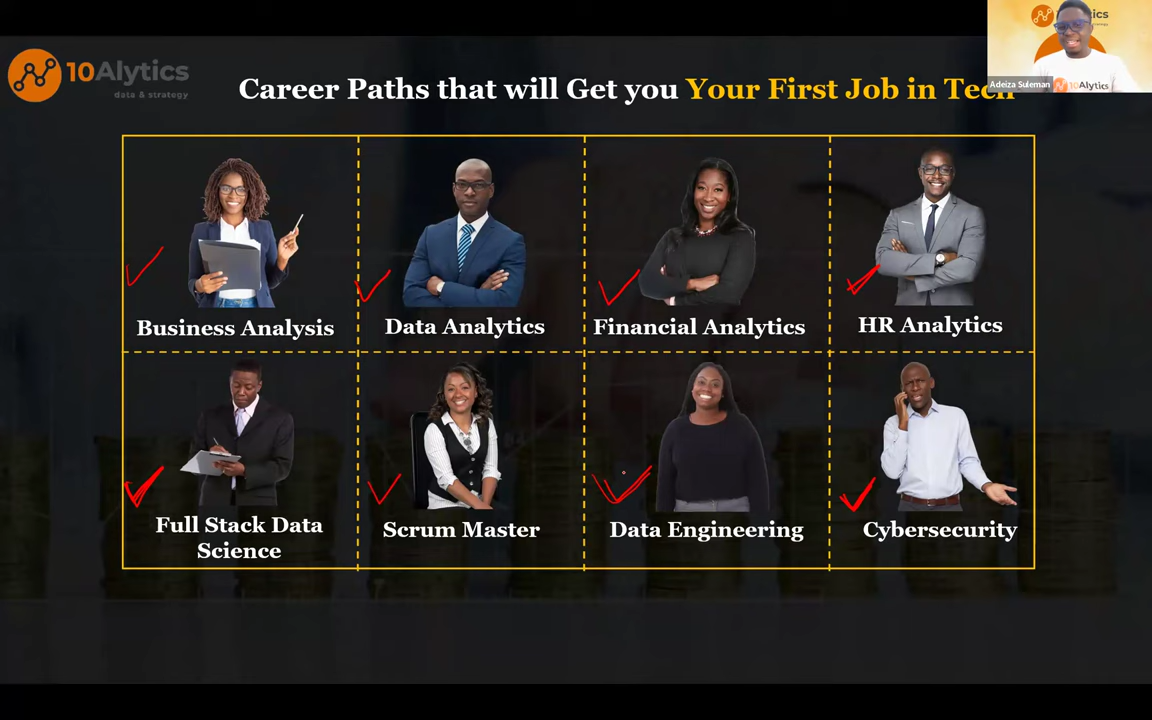 10Alytics
data & strategy
Career Paths that will Get you Your First Job in Tech
Adeiza Suleman
10Alytics
Business Analysis
Data Analytics
Financial Analytics
HR Analytics
Full Stack Data
Science
Scrum Master
Data Engineering
Cybersecurity